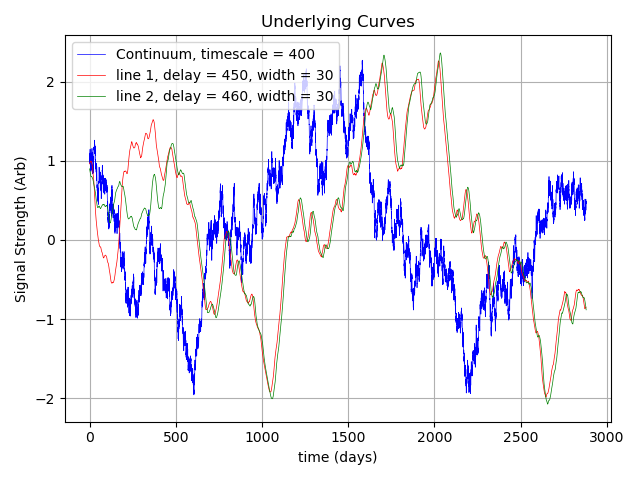 Underlying Curves
Continuum, timescale = 400
line 1, delay = 450, width = 30
line 2, delay = 460, width = 30
Signal Strength (Arb)
2
1
0
−1
−2
0 500 1000 1500 2000 2500 3000
time (days)